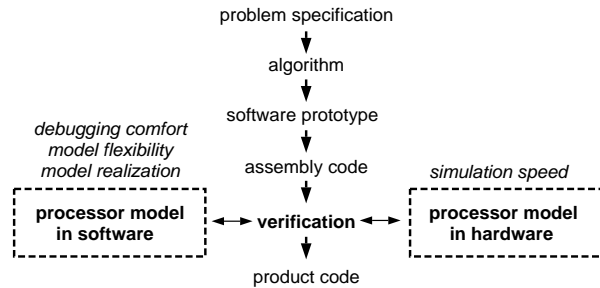 problem specification
algorithm
software prototype
debugging comfort
model flexibility
model realization
assembly code
simulation speed
processor model
in software
verification
processor model
in hardware
product code